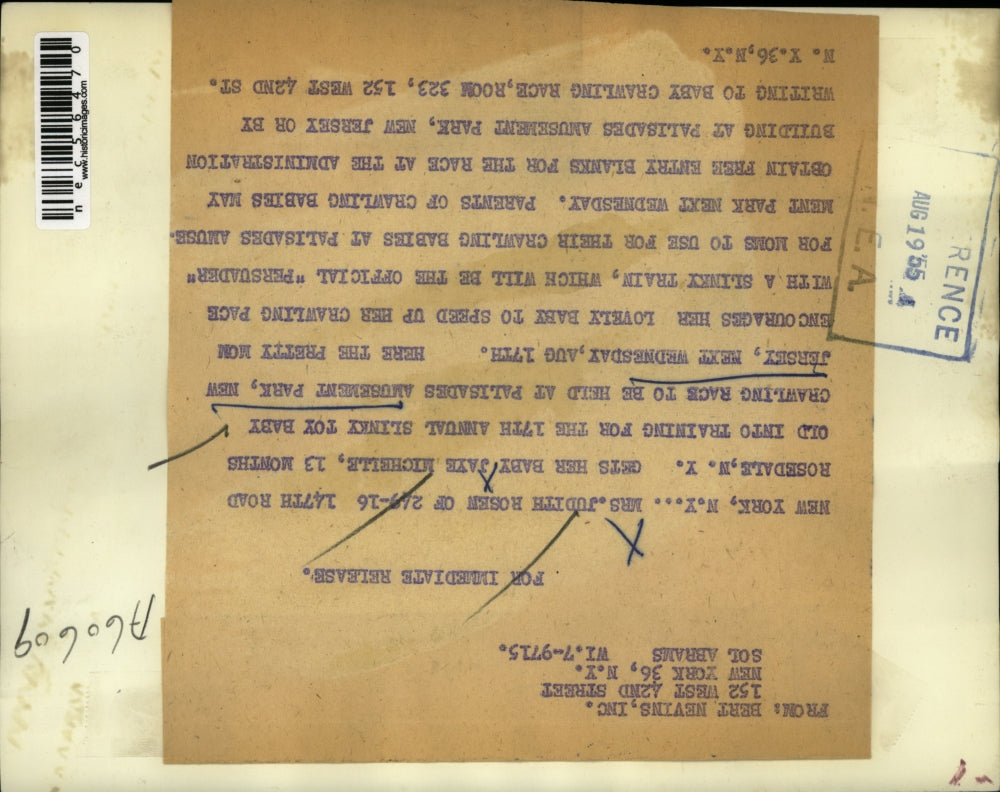 FROM: BERT NEVINS,INC.
152 WEST 42ND STREET
NEW YORK 36, N.Y.
SOL ABRAMS WI.7-9715.
FOR IMMEDIATE RELEASE.
NEW YORK, N.Y... MRS.JUDITH ROSEN OF 249-16 147TH ROAD
ROSEDALE,N. Y. GETS HER BABY JAYE MICHELLE, 13 MONTHS
OLD INTO TRAINING FOR THE 17TH ANNUAL SLINKY TOY BABY
CRAWLING RACE TO BE HELD AT PALISADES AMUSEMENT PARK, NEW
JERSEY, NEXT WEDNESDAY,AUG 17TH. HERE THE PRETTY MOM
ENCOURAGES HER LOVELY BABY TO SPEED UP HER CRAWLING PACE
WITH A SLINKY TRAIN, WHICH WILL BE THE OFFICIAL "PERSUADER"
FOR MOMS TO USE FOR THEIR CRAWLING BABIES AT PALISADES AMUSE-
MENT PARK NEXT WEDNESDAY. PARENTS OF CRAWLING BABIES MAY
OBTAIN FREE ENTRY BLANKS FOR THE RACE AT THE ADMINISTRATION
BUILDING AT PALISADES AMUSEMENT PARK, NEW JERSEY OR BY
WRITING TO BABY CRAWLING RACE,ROOM 323, 152 WEST 42ND ST.
N. Y.36,N.Y.
A60609
RENCE
AUG 19 '55
E. A.
nec56470
www.historicimages.com